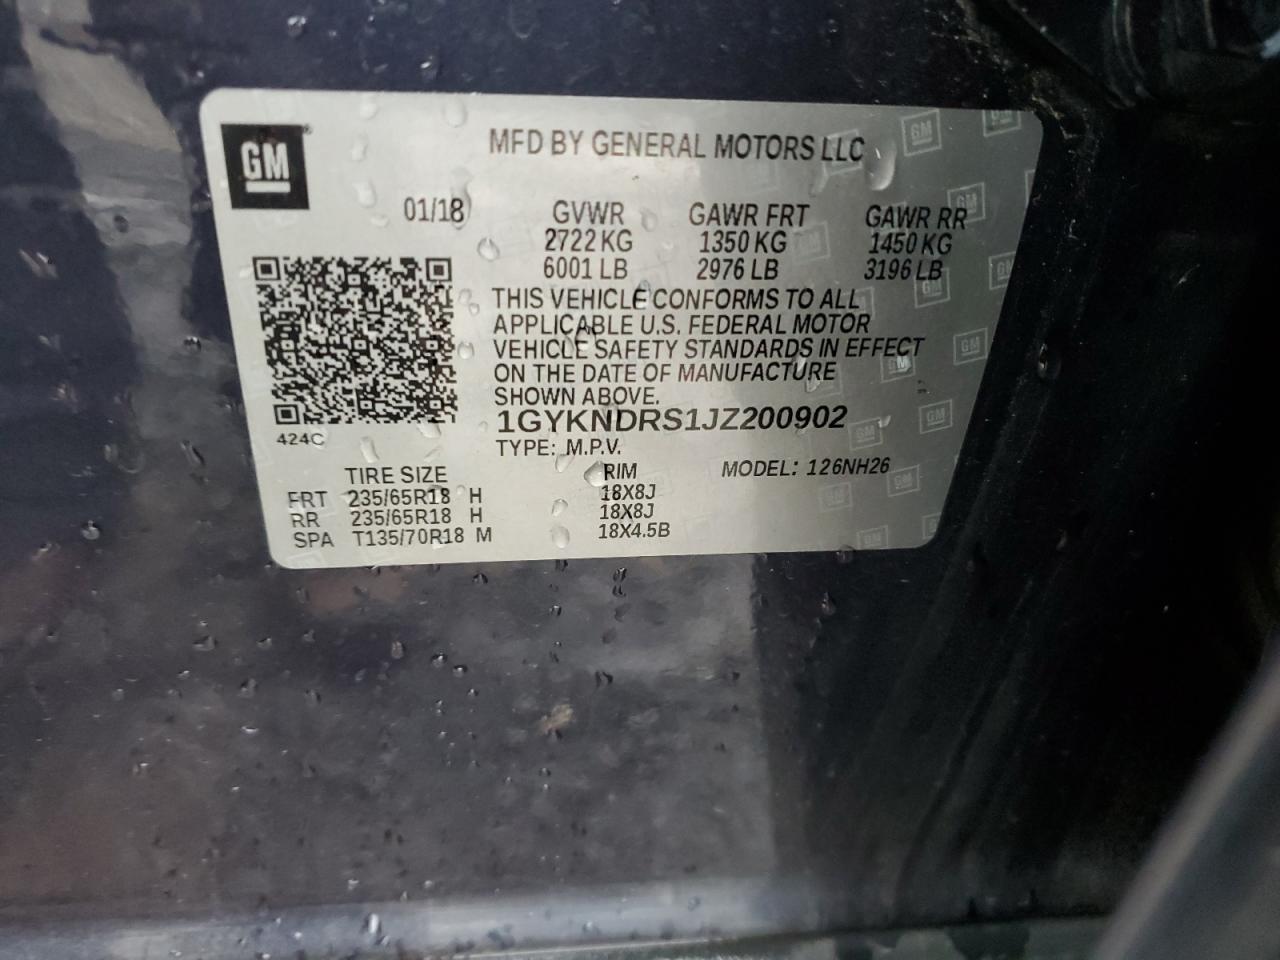 GM
MFD BY GENERAL MOTORS LLC
01/18 GVWR GAWR FRT GAWR RR
2722 KG 1350 KG 1450 KG
6001 LB 2976 LB 3196 LB
THIS VEHICLE CONFORMS TO ALL
APPLICABLE U.S. FEDERAL MOTOR
VEHICLE SAFETY STANDARDS IN EFFECT
ON THE DATE OF MANUFACTURE
SHOWN ABOVE.
1GYKNDRS1JZ200902
424C
TYPE: M.P.V.
TIRE SIZE RIM MODEL: 126NH26
FRT 235/65R18 H 18X8J
RR 235/65R18 H 18X8J
SPA T135/70R18 M 18X4.5B